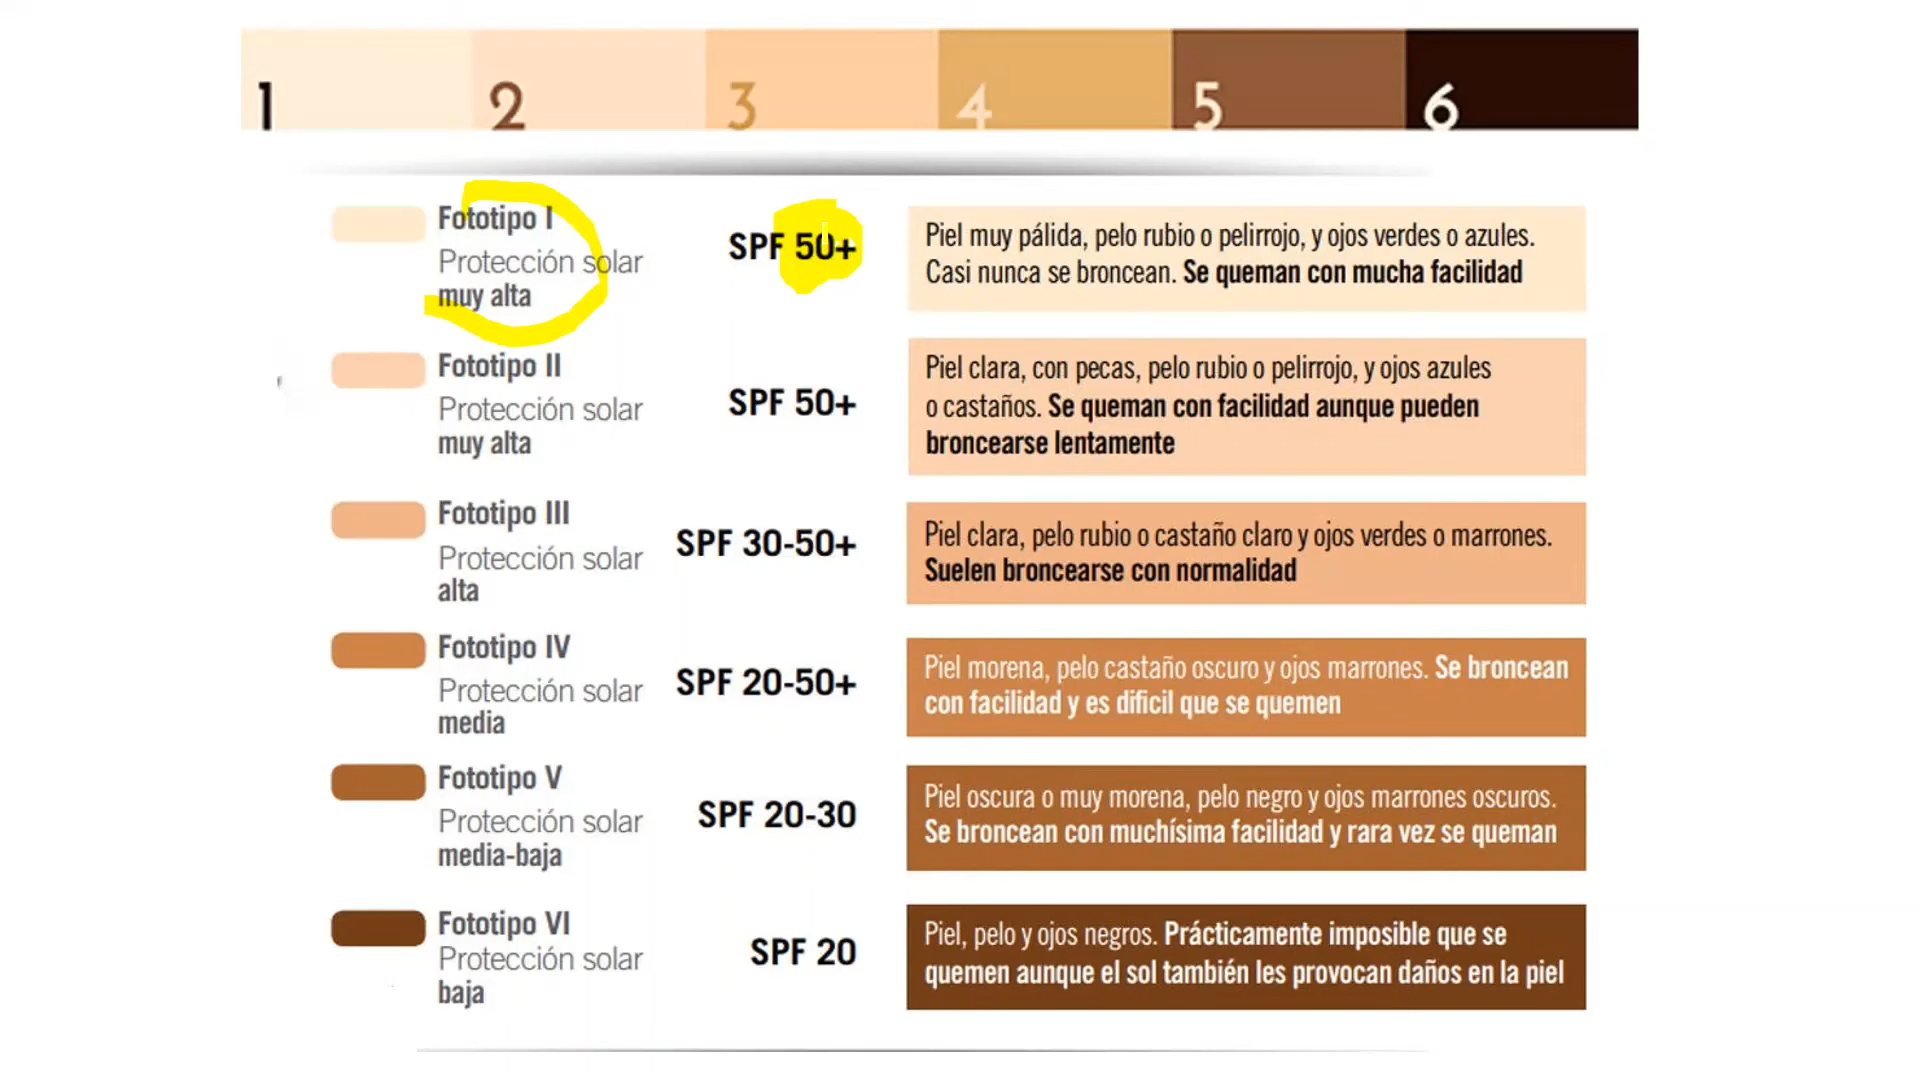 1 2 3 4 5 6
Fototipo I
Protección solar
muy alta
SPF 50+
Piel muy pálida, pelo rubio o pelirrojo, y ojos verdes o azules.
Casi nunca se broncean. Se queman con mucha facilidad
Fototipo II
Protección solar
muy alta
SPF 50+
Piel clara, con pecas, pelo rubio o pelirrojo, y ojos azules
o castaños. Se queman con facilidad aunque pueden
broncearse lentamente
Fototipo III
Protección solar
alta
SPF 30-50+
Piel clara, pelo rubio o castaño claro y ojos verdes o marrones.
Suelen broncearse con normalidad
Fototipo IV
Protección solar
media
SPF 20-50+
Piel morena, pelo castaño oscuro y ojos marrones. Se broncean
con facilidad y es dificil que se quemen
Fototipo V
Protección solar
media-baja
SPF 20-30
Piel oscura o muy morena, pelo negro y ojos marrones oscuros.
Se broncean con muchísima facilidad y rara vez se queman
Fototipo VI
Protección solar
baja
SPF 20
Piel, pelo y ojos negros. Prácticamente imposible que se
quemen aunque el sol también les provocan daños en la piel